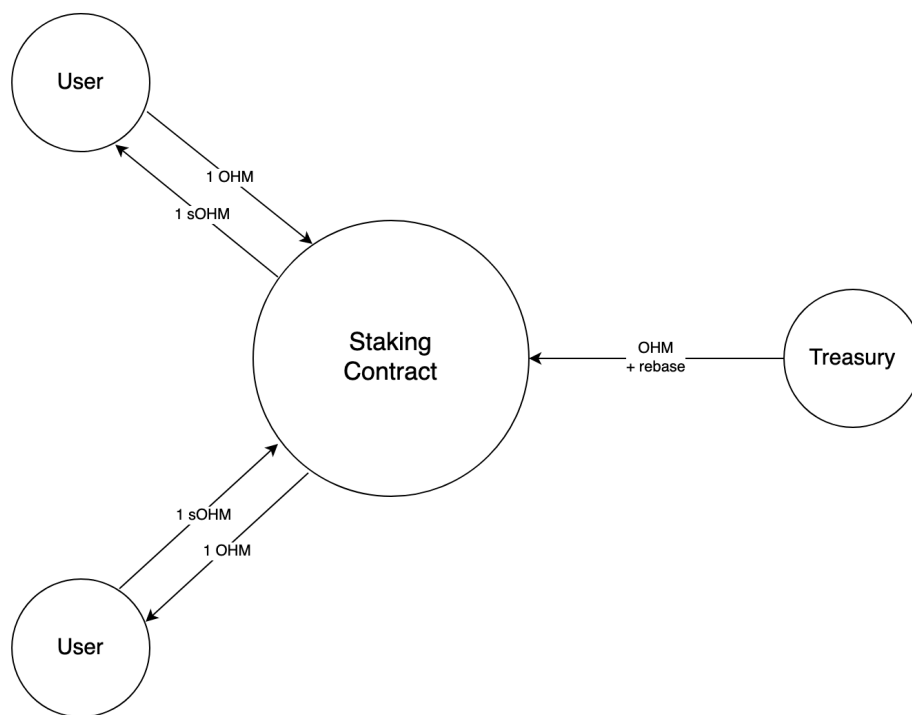 User
1 OHM
1 sOHM
Staking
Contract
OHM
+ rebase
Treasury
1 sOHM
1 OHM
User